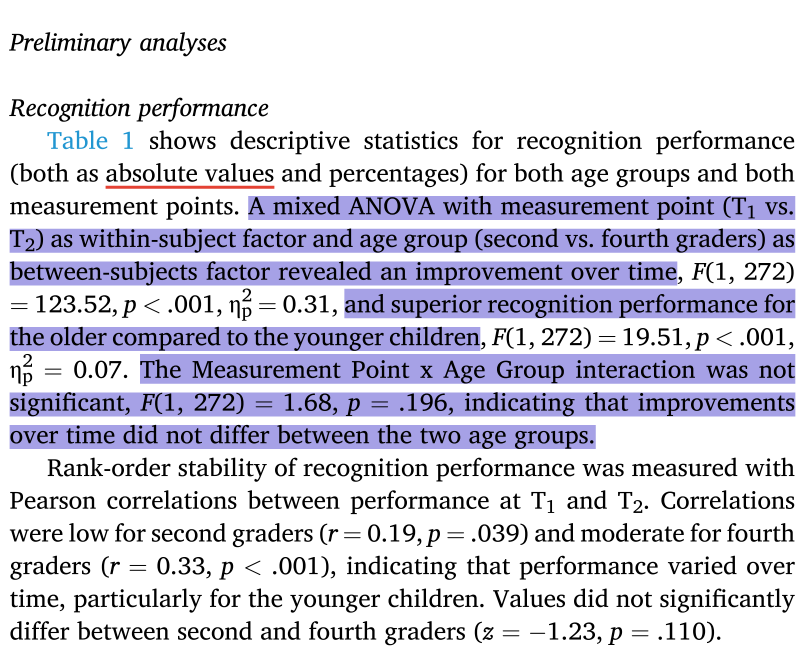 Preliminary analyses
Recognition performance
Table 1 shows descriptive statistics for recognition performance
(both as absolute values and percentages) for both age groups and both
measurement points. A mixed ANOVA with measurement point (T₁ vs.
T₂) as within-subject factor and age group (second vs. fourth graders) as
between-subjects factor revealed an improvement over time, F(1, 272)
= 123.52, p < .001, η²ₚ = 0.31, and superior recognition performance for
the older compared to the younger children, F(1, 272) = 19.51, p < .001,
η²ₚ = 0.07. The Measurement Point x Age Group interaction was not
significant, F(1, 272) = 1.68, p = .196, indicating that improvements
over time did not differ between the two age groups.
Rank-order stability of recognition performance was measured with
Pearson correlations between performance at T₁ and T₂. Correlations
were low for second graders (r = 0.19, p = .039) and moderate for fourth
graders (r = 0.33, p < .001), indicating that performance varied over
time, particularly for the younger children. Values did not significantly
differ between second and fourth graders (z = −1.23, p = .110).